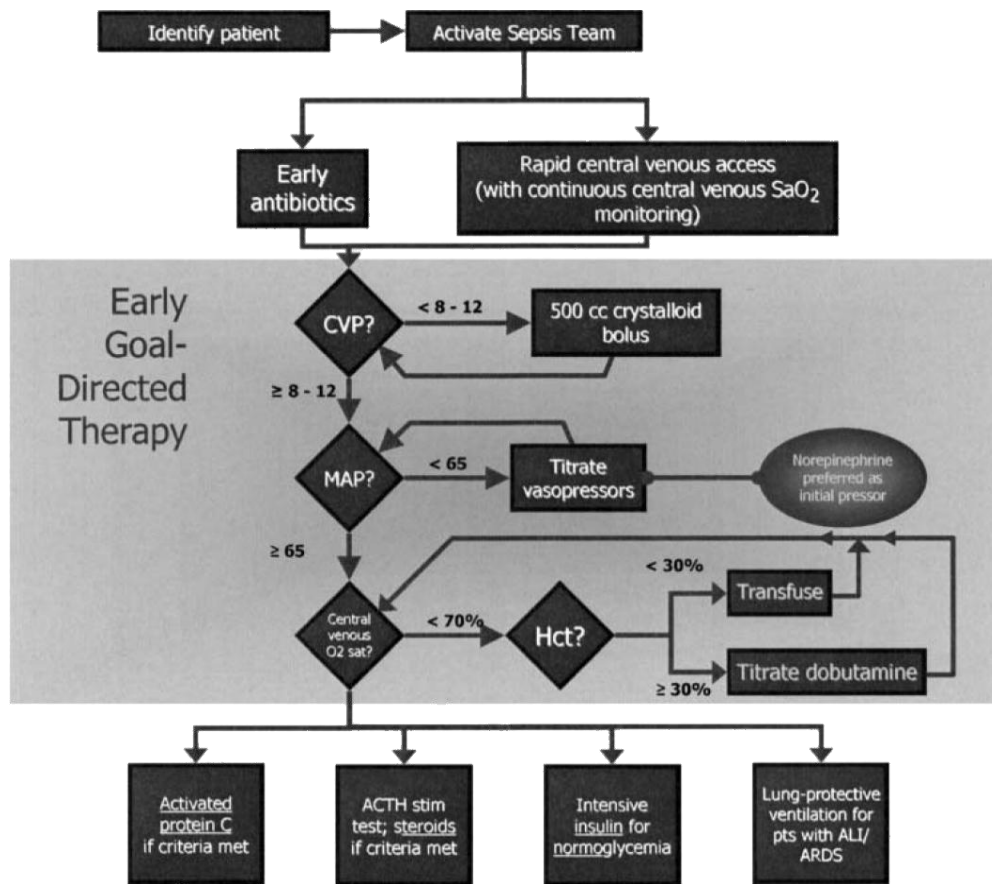 Identify patient
Activate Sepsis Team
Early
antibiotics
Rapid central venous access
(with continuous central venous SaO2
monitoring)
Early
Goal-
Directed
Therapy
CVP?
< 8 - 12
500 cc crystalloid
bolus
≥ 8 - 12
MAP?
< 65
Titrate
vasopressors
Norepinephrine
preferred as
initial pressor
≥ 65
Central
venous
O2 sat?
< 70%
Hct?
< 30%
Transfuse
≥ 30%
Titrate dobutamine
Activated
protein C
if criteria met
ACTH stim
test; steroids
if criteria met
Intensive
insulin for
normoglycemia
Lung-protective
ventilation for
pts with ALI/
ARDS